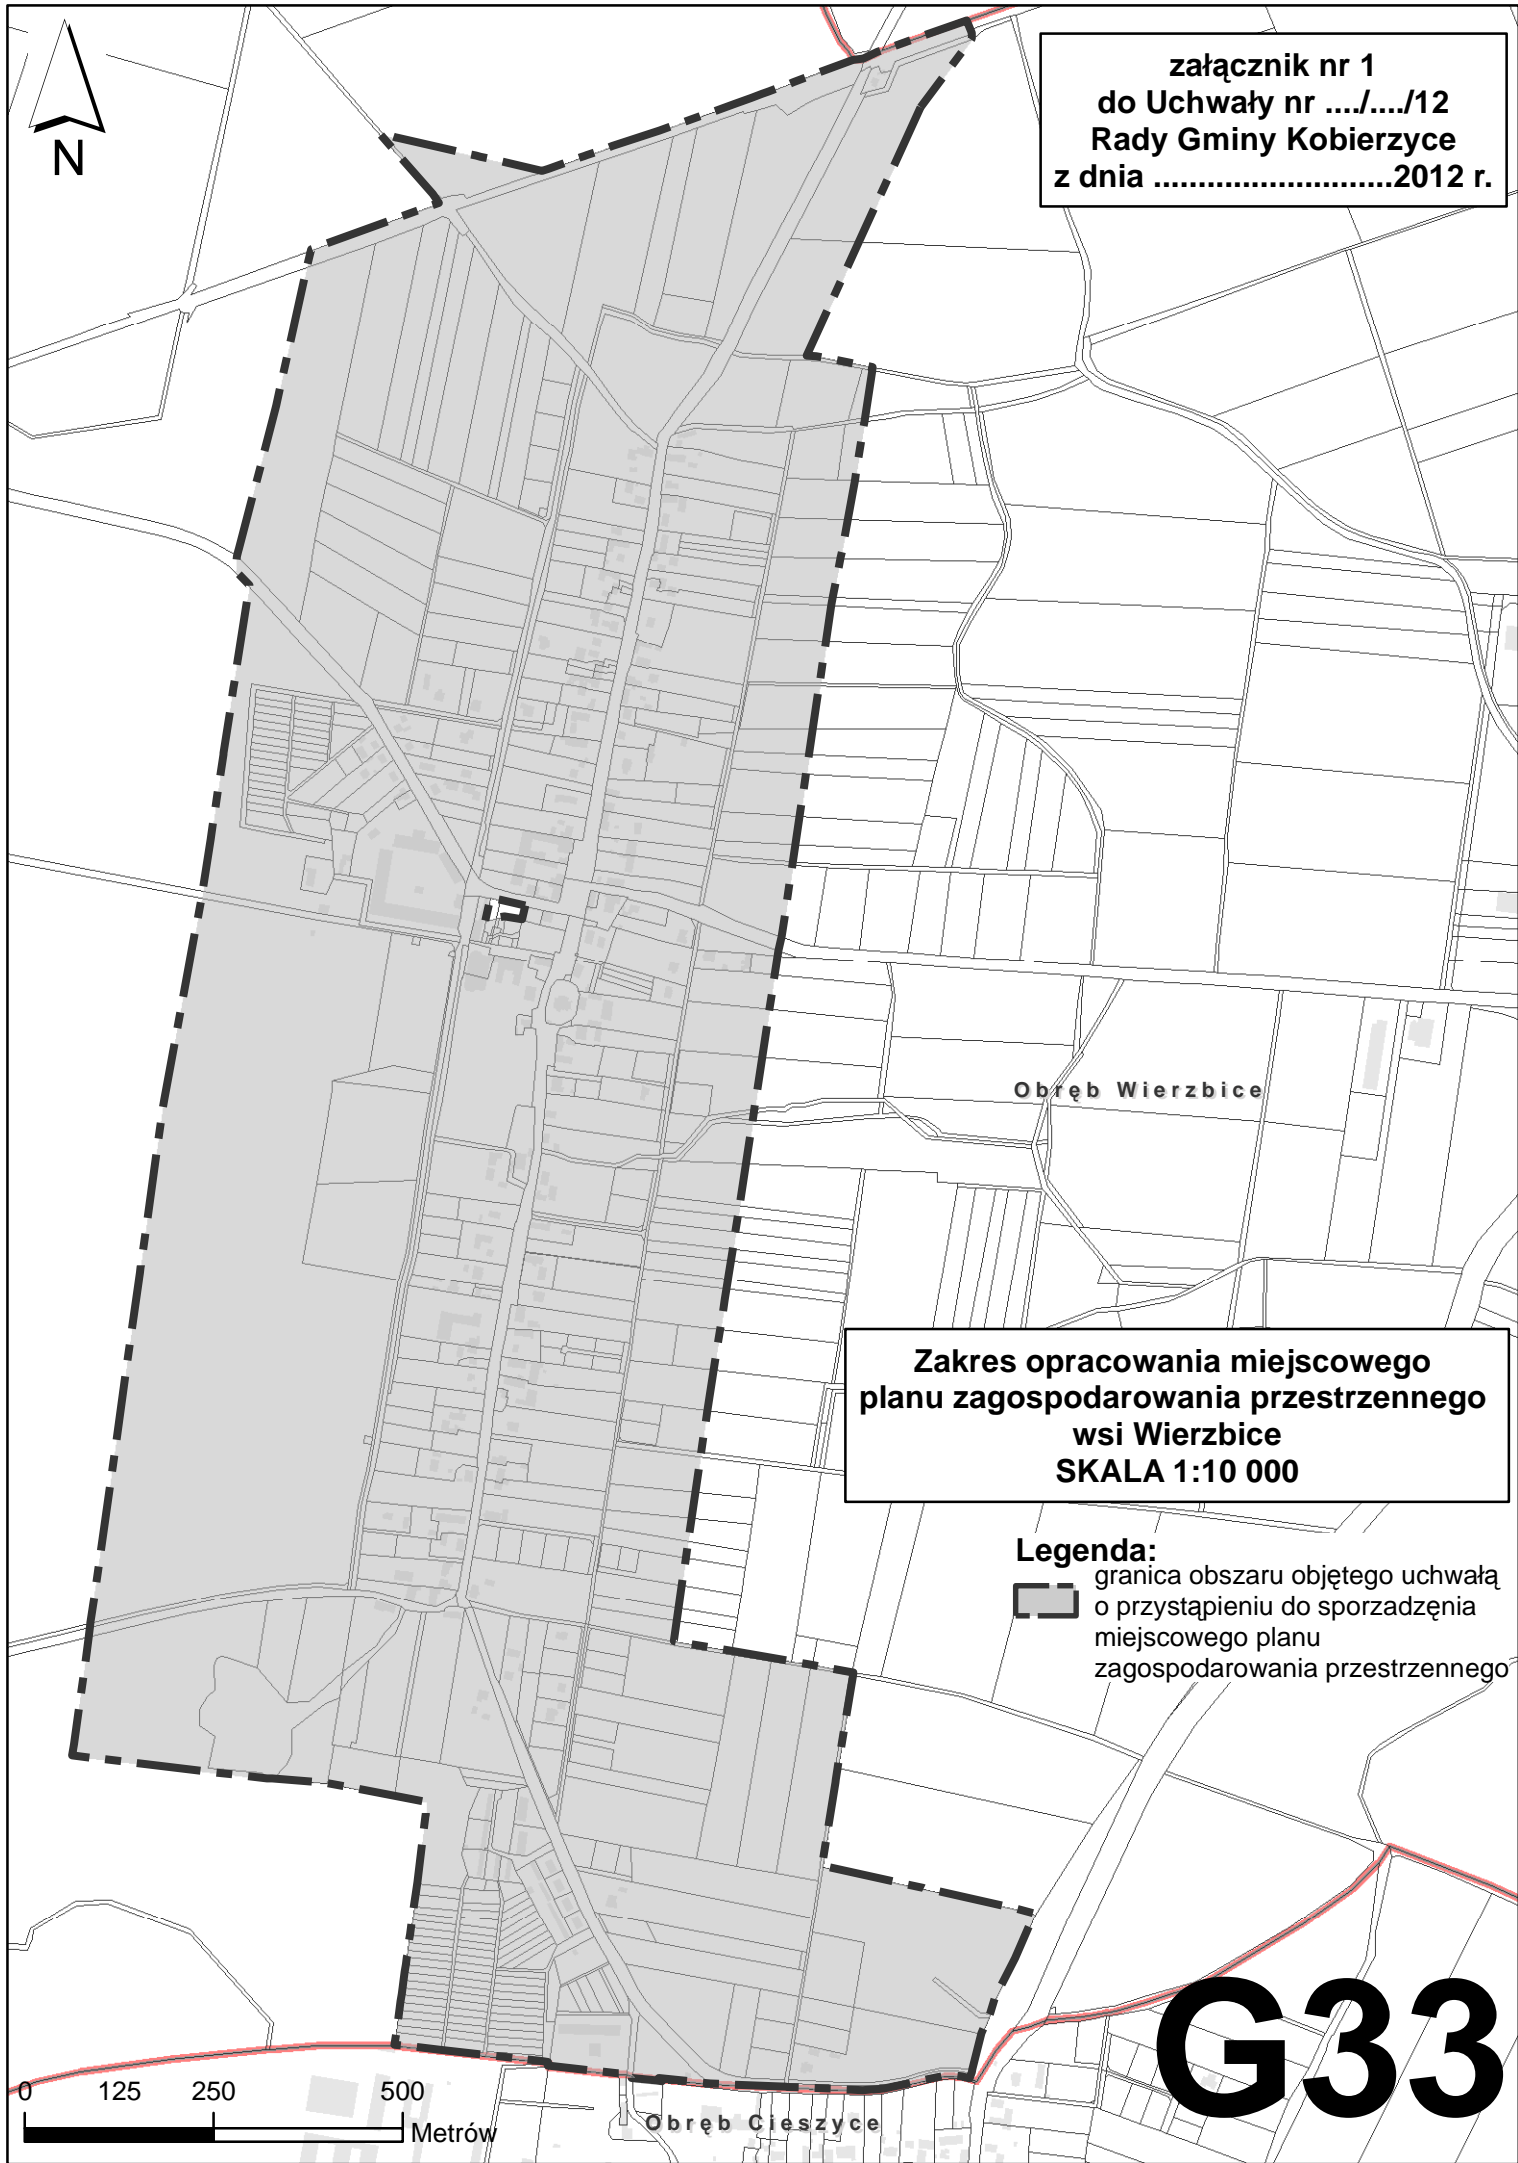 N
załącznik nr 1
do Uchwały nr ..../..../12
Rady Gminy Kobierzyce
z dnia ...........................2012 r.
Obręb Wierzbice
Zakres opracowania miejscowego
planu zagospodarowania przestrzennego
wsi Wierzbice
SKALA 1:10 000
Legenda:
granica obszaru objętego uchwałą
o przystąpieniu do sporzadzęnia
miejscowego planu
zagospodarowania przestrzennego
G33
0 125 250 500
Metrów
Obręb Cieszyce